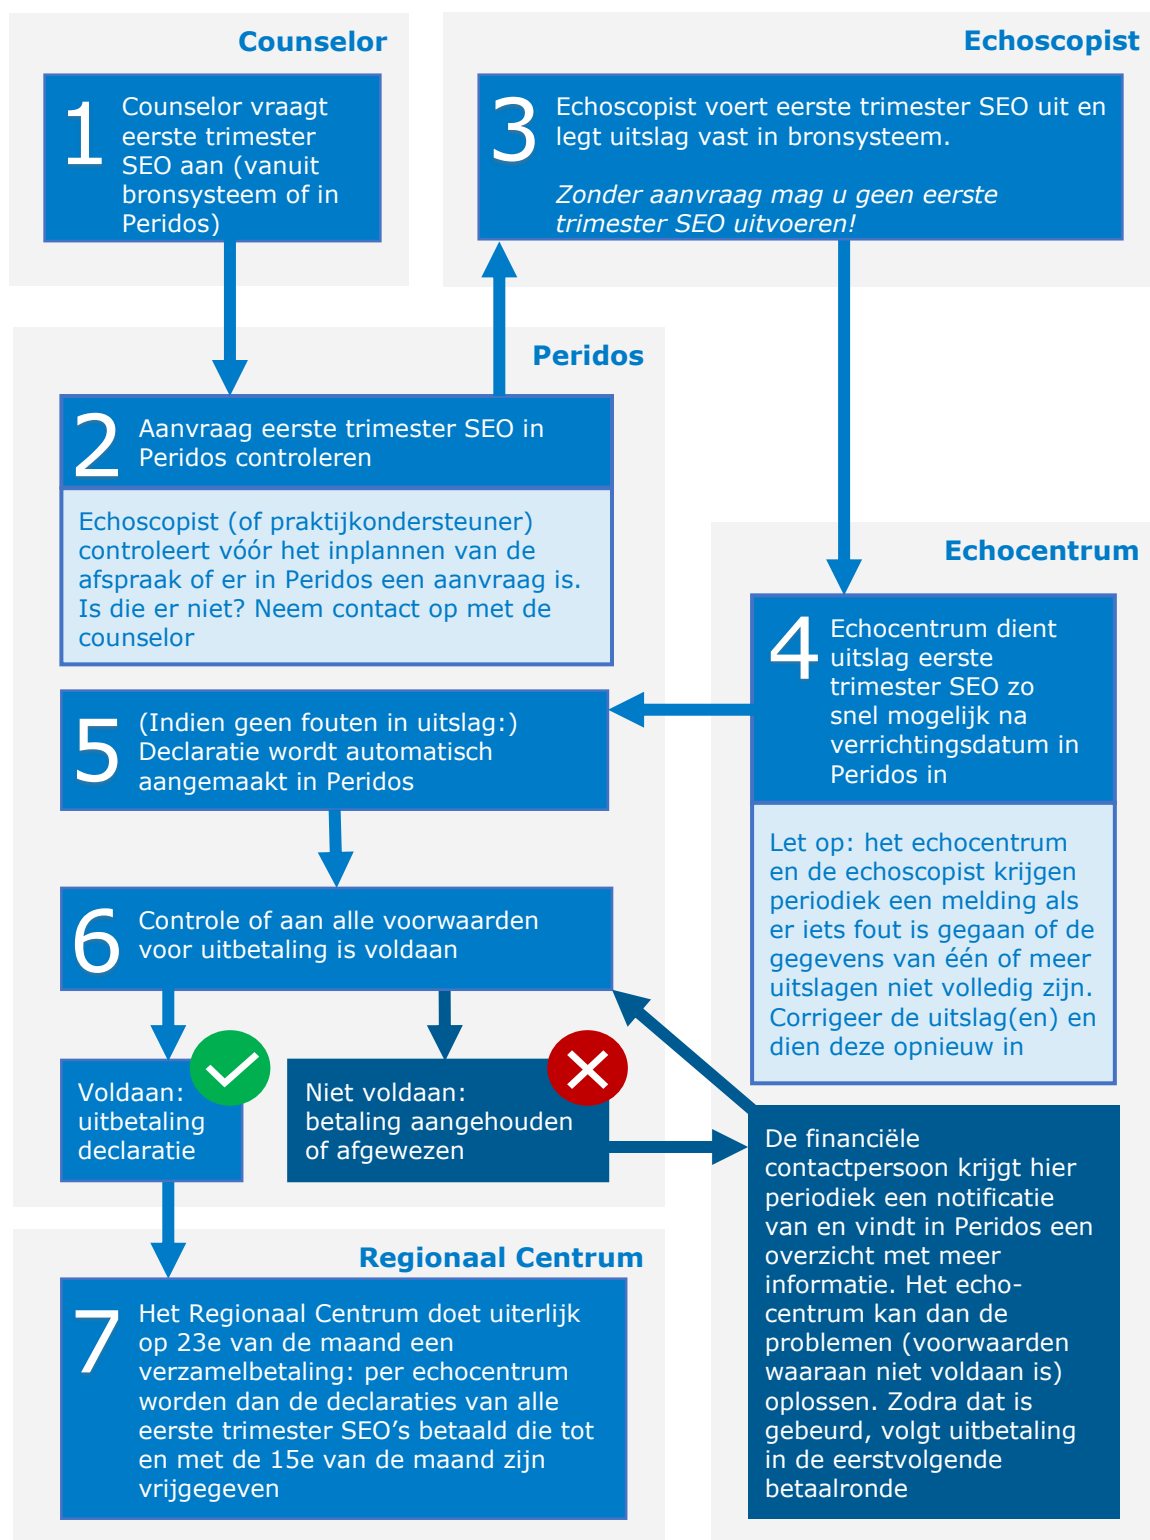 Counselor
1
Counselor vraagt
eerste trimester
SEO aan (vanuit
bronsysteem of in
Peridos)
Echoscopist
3
Echoscopist voert eerste trimester SEO uit en
legt uitslag vast in bronsysteem.
Zonder aanvraag mag u geen eerste
trimester SEO uitvoeren!
Peridos
2
Aanvraag eerste trimester SEO in
Peridos controleren
Echoscopist (of praktijkondersteuner)
controleert vóór het inplannen van de
afspraak of er in Peridos een aanvraag is.
Is die er niet? Neem contact op met de
counselor
Echocentrum
4
Echocentrum dient
uitslag eerste
trimester SEO zo
snel mogelijk na
verrichtingsdatum in
Peridos in
Let op: het echocentrum
en de echoscopist krijgen
periodiek een melding als
er iets fout is gegaan of de
gegevens van één of meer
uitslagen niet volledig zijn.
Corrigeer de uitslag(en) en
dien deze opnieuw in
5
(Indien geen fouten in uitslag:)
Declaratie wordt automatisch
aangemaakt in Peridos
6
Controle of aan alle voorwaarden
voor uitbetaling is voldaan
Voldaan:
uitbetaling
declaratie
Niet voldaan:
betaling aangehouden
of afgewezen
De financiële
contactpersoon krijgt hier
periodiek een notificatie
van en vindt in Peridos een
overzicht met meer
informatie. Het echo-
centrum kan dan de
problemen (voorwaarden
waaraan niet voldaan is)
oplossen. Zodra dat is
gebeurd, volgt uitbetaling
in de eerstvolgende
betaalronde
Regionaal Centrum
7
Het Regionaal Centrum doet uiterlijk
op 23e van de maand een
verzamelbetaling: per echocentrum
worden dan de declaraties van alle
eerste trimester SEO’s betaald die tot
en met de 15e van de maand zijn
vrijgegeven